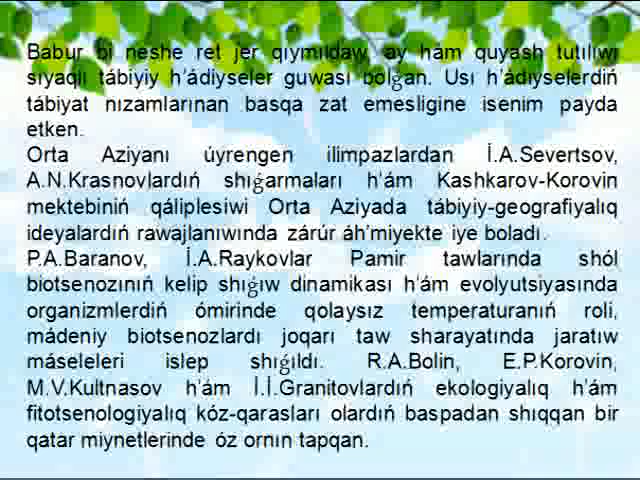 Babur bi neshe ret jer qıymıldaw, ay hám quyash tutılıwı
sıyaqlı tábiyiy h'ádiyseler guwası bolǵan. Usı h'ádiyselerdiń
tábiyat nızamlarınan basqa zat emesligine isenim payda
etken.
Orta Aziyanı úyrengen ilimpazlardan İ.A.Severtsov,
A.N.Krasnovlardıń shıǵarmaları h'ám Kashkarov-Korovin
mektebiniń qáliplesiwi Orta Aziyada tábiyiy-geografiyalıq
ideyalardıń rawajlanıwında zárúr áh'miyekte iye boladı.
P.A.Baranov, İ.A.Raykovlar Pamir tawlarında shól
biotsenozınıń kelip shıǵıw dinamikası h'ám evolyutsiyasında
organizmlerdiń ómirinde qolaysız temperaturanıń roli,
mádeniy biotsenozlardı joqarı taw sharayatında jaratıw
máseleleri islep shıǵıldı. R.A.Bolin, E.P.Korovin,
M.V.Kultnasov h'ám İ.İ.Granitovlardıń ekologiyalıq h'ám
fitotsenologiyalıq kóz-qarasları olardıń baspadan shıqqan bir
qatar miynetlerinde óz ornın tapqan.